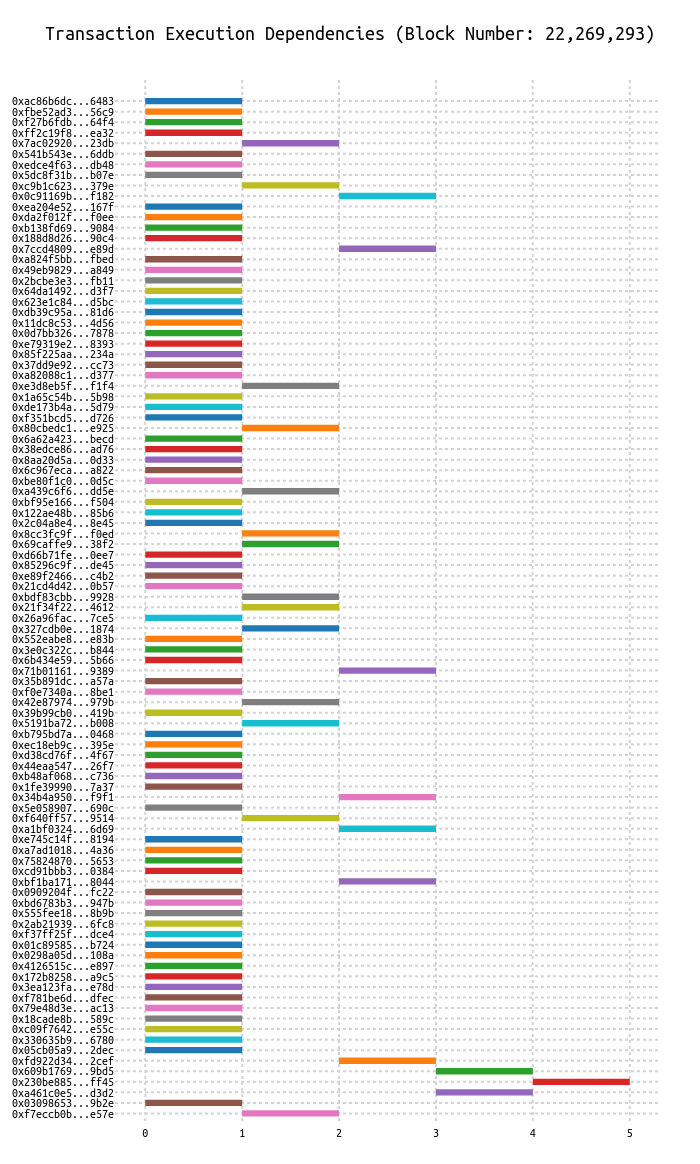 Transaction Execution Dependencies (Block Number: 22,269,293)
0xac86b6dc...6483
0xfbe52ad3...56c9
0xf27b6fdb...64f4
0xff2c19f8...ea32
0x7ac02920...23db
0x541b543e...6ddb
0xedce4f63...db48
0x5dc8f31b...b07e
0xc9b1c623...379e
0x0c91169b...f182
0xea204e52...167f
0xda2f012f...f0ee
0xb138fd69...9084
0x188d8d26...90c4
0x7ccd4809...e89d
0xa824f5bb...fbed
0x49eb9829...a849
0x2bcbe3e3...fb11
0x64da1492...d3f7
0x623e1c84...d5bc
0xdb39c95a...81d6
0x11dc8c53...4d56
0x0d7bb326...7878
0xe79319e2...8393
0x85f225aa...234a
0x37dd9e92...cc73
0xa82088c1...d377
0xe3d8eb5f...f1f4
0x1a65c54b...5b98
0xde173b4a...5d79
0xf351bcd5...d726
0x80cbedc1...e925
0x6a62a423...becd
0x38edce86...ad76
0x8aa20d5a...0d33
0x6c967eca...a822
0xbe80f1c0...0d5c
0xa439c6f6...dd5e
0xbf95e166...f504
0x122ae48b...85b6
0x2c04a8e4...8e45
0x8cc3fc9f...f0ed
0x69caffe9...38f2
0xd66b71fe...0ee7
0x85296c9f...de45
0xe89f2466...c4b2
0x21cd4d42...0b57
0xbdf83cbb...9928
0x21f34f22...4612
0x26a96fac...7ce5
0x327cdb0e...1874
0x552eabe8...e83b
0x3e0c322c...b844
0x6b434e59...5b66
0x71b01161...9389
0x35b891dc...a57a
0xf0e7340a...8be1
0x42e87974...979b
0x39b99cb0...419b
0x5191ba72...b008
0xb795bd7a...0468
0xec18eb9c...395e
0xd38cd76f...4f67
0x44eaa547...26f7
0xb48af068...c736
0x1fe39990...7a37
0x34b4a950...f9f1
0x5e058907...690c
0xf640ff57...9514
0xa1bf0324...6d69
0xe745c14f...8194
0xa7ad1018...4a36
0x75824870...5653
0xcd91bbb3...0384
0xbf1ba171...8044
0x0909204f...fc22
0xbd6783b3...947b
0x555fee18...8b9b
0x2ab21939...6fc8
0xf37ff25f...dce4
0x01c89585...b724
0x0298a05d...108a
0x4126515c...e897
0x172b8258...a9c5
0x3ea123fa...e78d
0xf781be6d...dfec
0x79e48d3e...ac13
0x18cade8b...589c
0xc09f7642...e55c
0x330635b9...6780
0x05cb05a9...2dec
0xfd922d34...2cef
0x609b1769...9bd5
0x230be885...ff45
0xa461c0e5...d3d2
0x03098653...9b2e
0xf7eccb0b...e57e
0 1 2 3 4 5